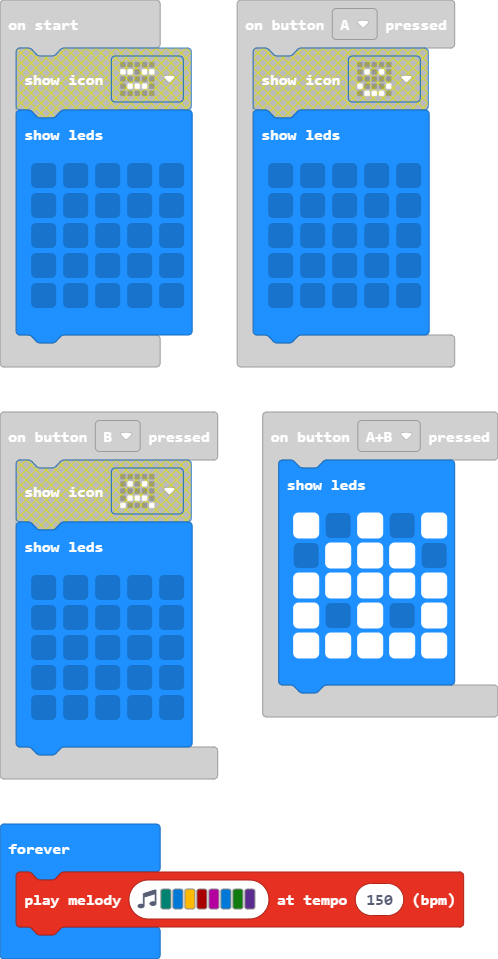 on start
show icon
show leds
on button A pressed
show icon
show leds
on button B pressed
show icon
show leds
on button A+B pressed
show leds
forever
play melody at tempo 150 (bpm)